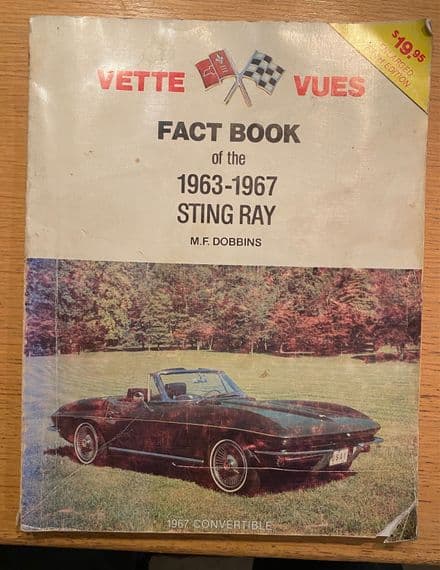 VETTE VUES
$19.95
FACT BOOK
of the
1963-1967
STING RAY
M.F. DOBBINS
1967 CONVERTIBLE